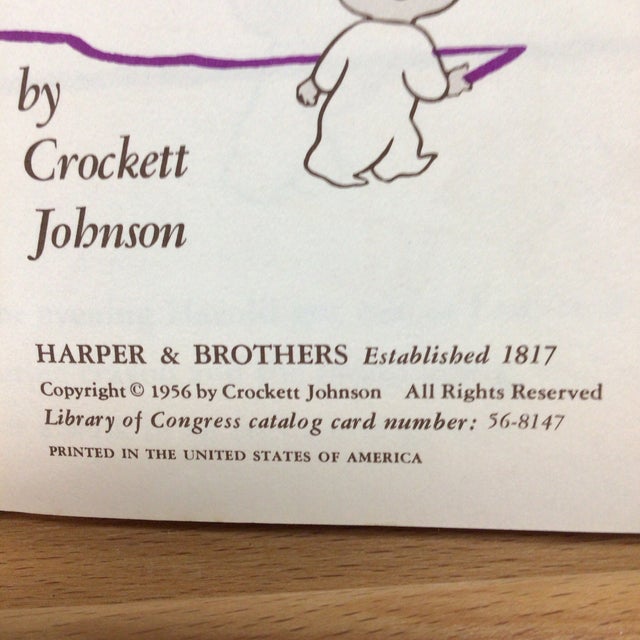 by
Crockett
Johnson
HARPER & BROTHERS Established 1817
Copyright © 1956 by Crockett Johnson All Rights Reserved
Library of Congress catalog card number: 56-8147
PRINTED IN THE UNITED STATES OF AMERICA